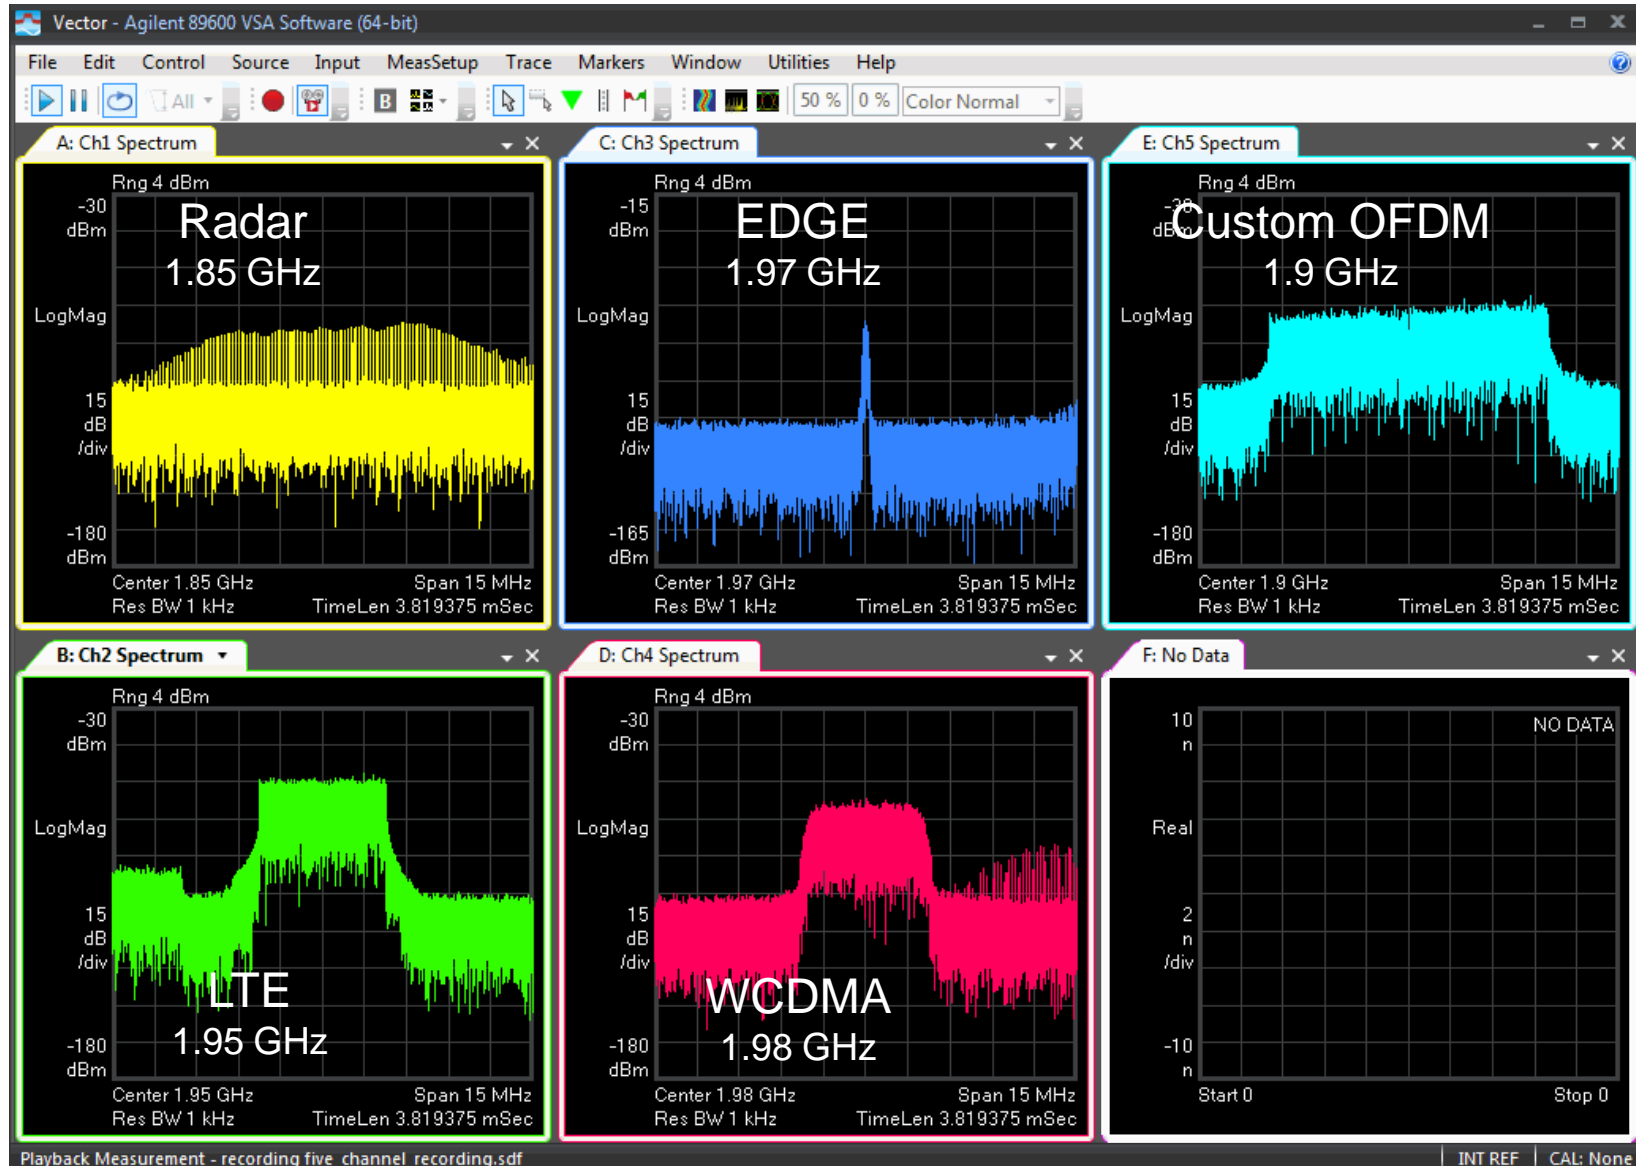 Vector - Agilent 89600 VSA Software (64-bit)
File Edit Control Source Input MeasSetup Trace Markers Window Utilities Help
All B 50 % 0 % Color Normal
A: Ch1 Spectrum
Rng 4 dBm
-30
dBm
Radar
1.85 GHz
LogMag
15
dB
/div
-180
dBm
Center 1.85 GHz Span 15 MHz
Res BW 1 kHz TimeLen 3.819375 mSec
C: Ch3 Spectrum
Rng 4 dBm
-15
dBm
EDGE
1.97 GHz
LogMag
15
dB
/div
-165
dBm
Center 1.97 GHz Span 15 MHz
Res BW 1 kHz TimeLen 3.819375 mSec
E: Ch5 Spectrum
Rng 4 dBm
-30
dBm
Custom OFDM
1.9 GHz
LogMag
15
dB
/div
-180
dBm
Center 1.9 GHz Span 15 MHz
Res BW 1 kHz TimeLen 3.819375 mSec
B: Ch2 Spectrum
Rng 4 dBm
-30
dBm
LogMag
15
dB
/div
LTE
1.95 GHz
-180
dBm
Center 1.95 GHz Span 15 MHz
Res BW 1 kHz TimeLen 3.819375 mSec
D: Ch4 Spectrum
Rng 4 dBm
-30
dBm
LogMag
15
dB
/div
WCDMA
1.98 GHz
-180
dBm
Center 1.98 GHz Span 15 MHz
Res BW 1 kHz TimeLen 3.819375 mSec
F: No Data
10
n
NO DATA
Real
2
n
/div
-10
n
Start 0 Stop 0
Playback Measurement - recording five_channel_recording.sdf INT REF CAL: None